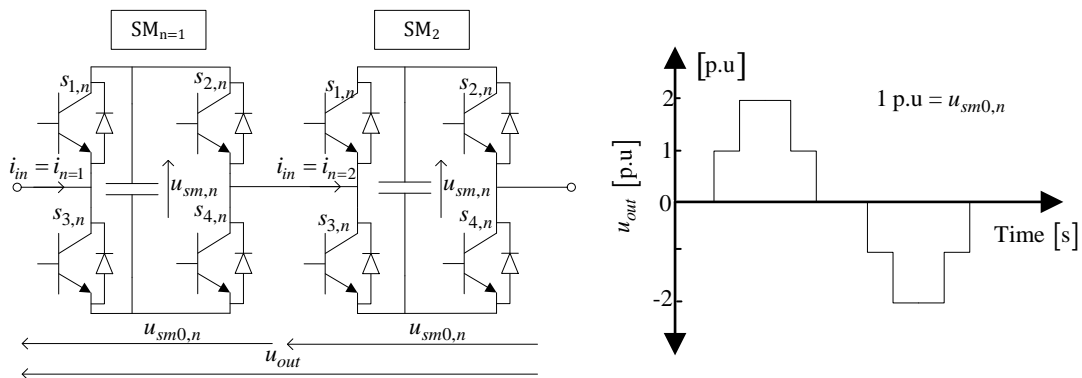 SM_{n=1}
SM_2
s_{1,n}
s_{2,n}
s_{1,n}
s_{2,n}
i_{in} = i_{n=1}
u_{sm,n}
i_{in} = i_{n=2}
u_{sm,n}
s_{3,n}
s_{4,n}
s_{3,n}
s_{4,n}
u_{sm0,n}
u_{sm0,n}
u_{out}
[p.u]
2
1 p.u = u_{sm0,n}
1
u_{out} [p.u]
0
Time [s]
-2